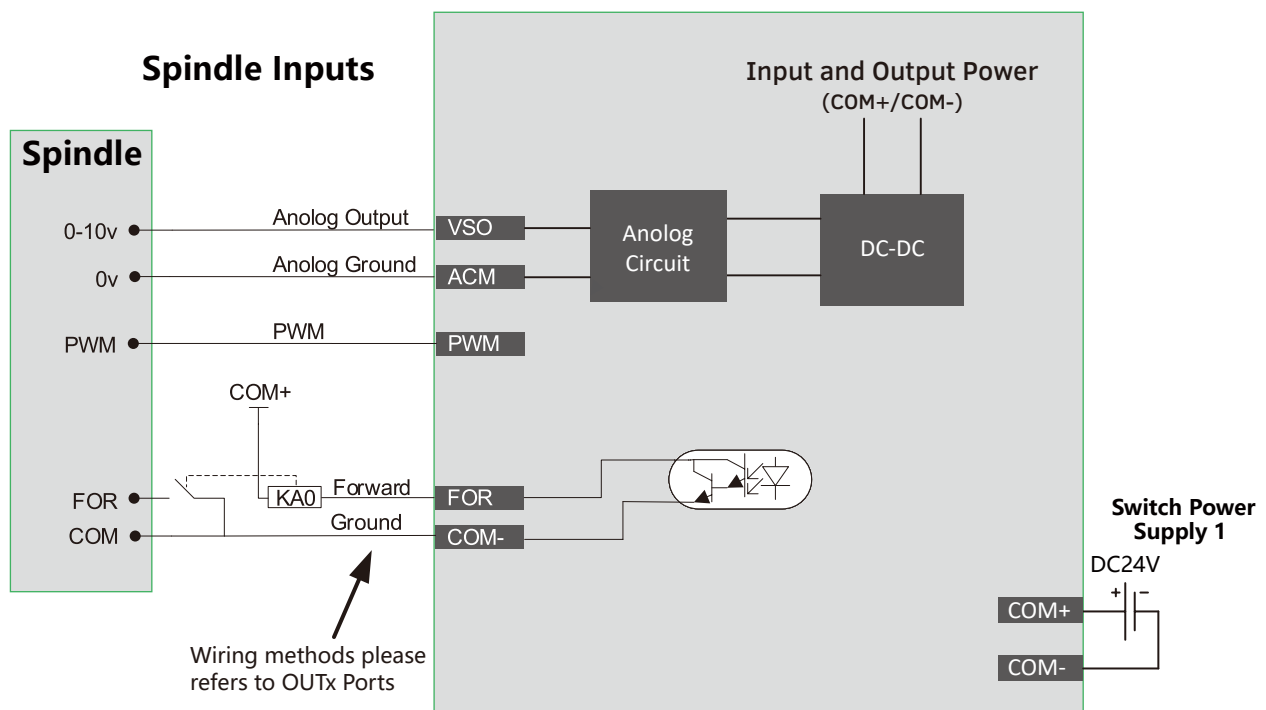 Spindle Inputs
Input and Output Power
(COM+/COM-)
Spindle
0-10v
Anolog Output
VSO
Anolog
Circuit
DC-DC
0v
Anolog Ground
ACM
PWM
PWM
PWM
COM+
FOR
KA0
Forward
FOR
COM
Ground
COM-
Switch Power
Supply 1
DC24V
+
-
COM+
COM-
Wiring methods please
refers to OUTx Ports